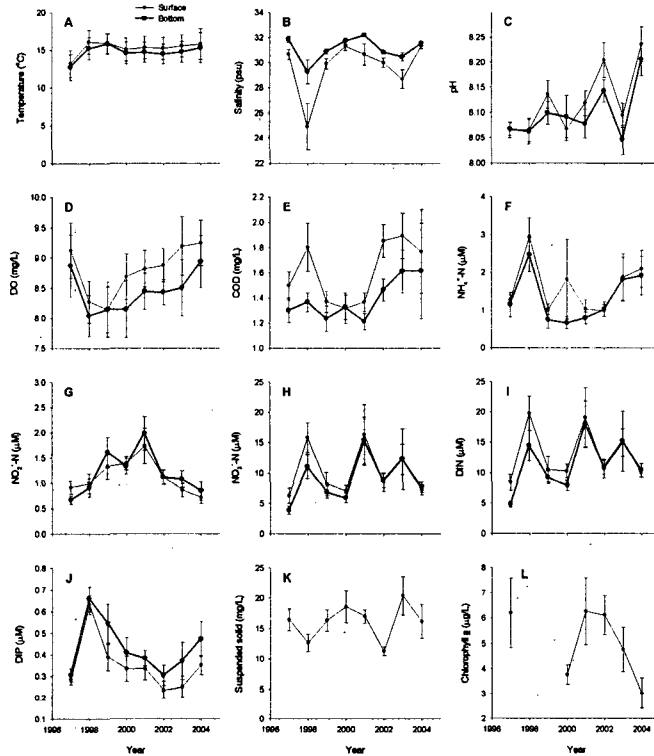 Surface
Bottom
A
Temperature (°C)
20
15
10
5
0
B
Salinity (psu)
34
32
30
28
26
24
22
C
pH
8.25
8.20
8.15
8.10
8.05
8.00
D
DO (mg/L)
10.0
9.5
9.0
8.5
8.0
7.5
E
COD (mg/L)
2.2
2.0
1.8
1.6
1.4
1.2
1.0
F
NH₄⁺-N (μM)
4
3
2
1
0
G
NO₂⁻-N (μM)
3.0
2.5
2.0
1.5
1.0
0.5
0.0
H
NO₃⁻-N (μM)
25
20
15
10
5
0
I
DIN (μM)
25
20
15
10
5
0
J
DIP (μM)
0.8
0.7
0.6
0.5
0.4
0.3
0.2
0.1
1996 1998 2000 2002 2004
Year
K
Suspended solid (mg/L)
25
20
15
10
5
0
1996 1998 2000 2002 2004
Year
L
Chlorophyll a (μg/L)
8
7
6
5
4
3
2
1996 1998 2000 2002 2004
Year